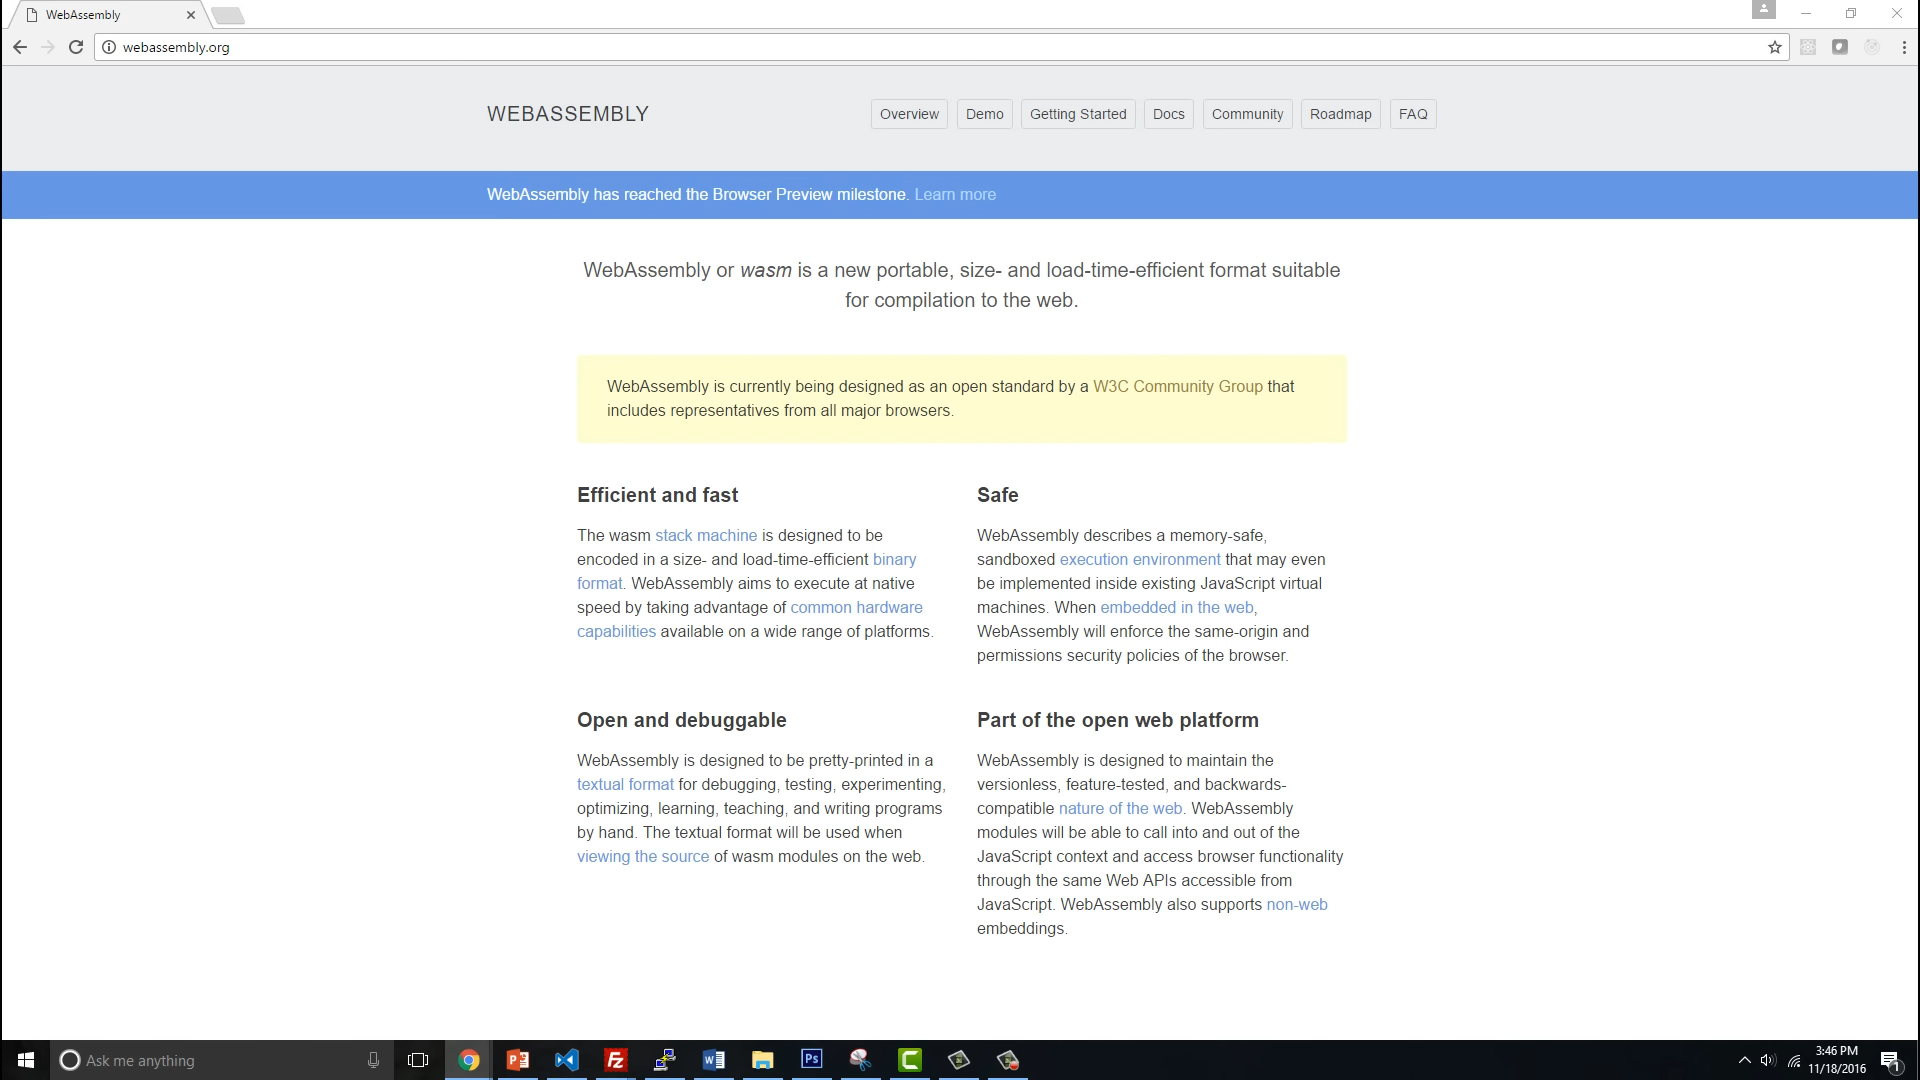 WebAssembly
webassembly.org
WEBASSEMBLY
Overview
Demo
Getting Started
Docs
Community
Roadmap
FAQ
WebAssembly has reached the Browser Preview milestone. Learn more
WebAssembly or wasm is a new portable, size- and load-time-efficient format suitable
for compilation to the web.
WebAssembly is currently being designed as an open standard by a W3C Community Group that
includes representatives from all major browsers.
Efficient and fast
The wasm stack machine is designed to be
encoded in a size- and load-time-efficient binary
format. WebAssembly aims to execute at native
speed by taking advantage of common hardware
capabilities available on a wide range of platforms.
Safe
WebAssembly describes a memory-safe,
sandboxed execution environment that may even
be implemented inside existing JavaScript virtual
machines. When embedded in the web,
WebAssembly will enforce the same-origin and
permissions security policies of the browser.
Open and debuggable
WebAssembly is designed to be pretty-printed in a
textual format for debugging, testing, experimenting,
optimizing, learning, teaching, and writing programs
by hand. The textual format will be used when
viewing the source of wasm modules on the web.
Part of the open web platform
WebAssembly is designed to maintain the
versionless, feature-tested, and backwards-
compatible nature of the web. WebAssembly
modules will be able to call into and out of the
JavaScript context and access browser functionality
through the same Web APIs accessible from
JavaScript. WebAssembly also supports non-web
embeddings.
Ask me anything
Ps
3:46 PM
11/18/2016
1